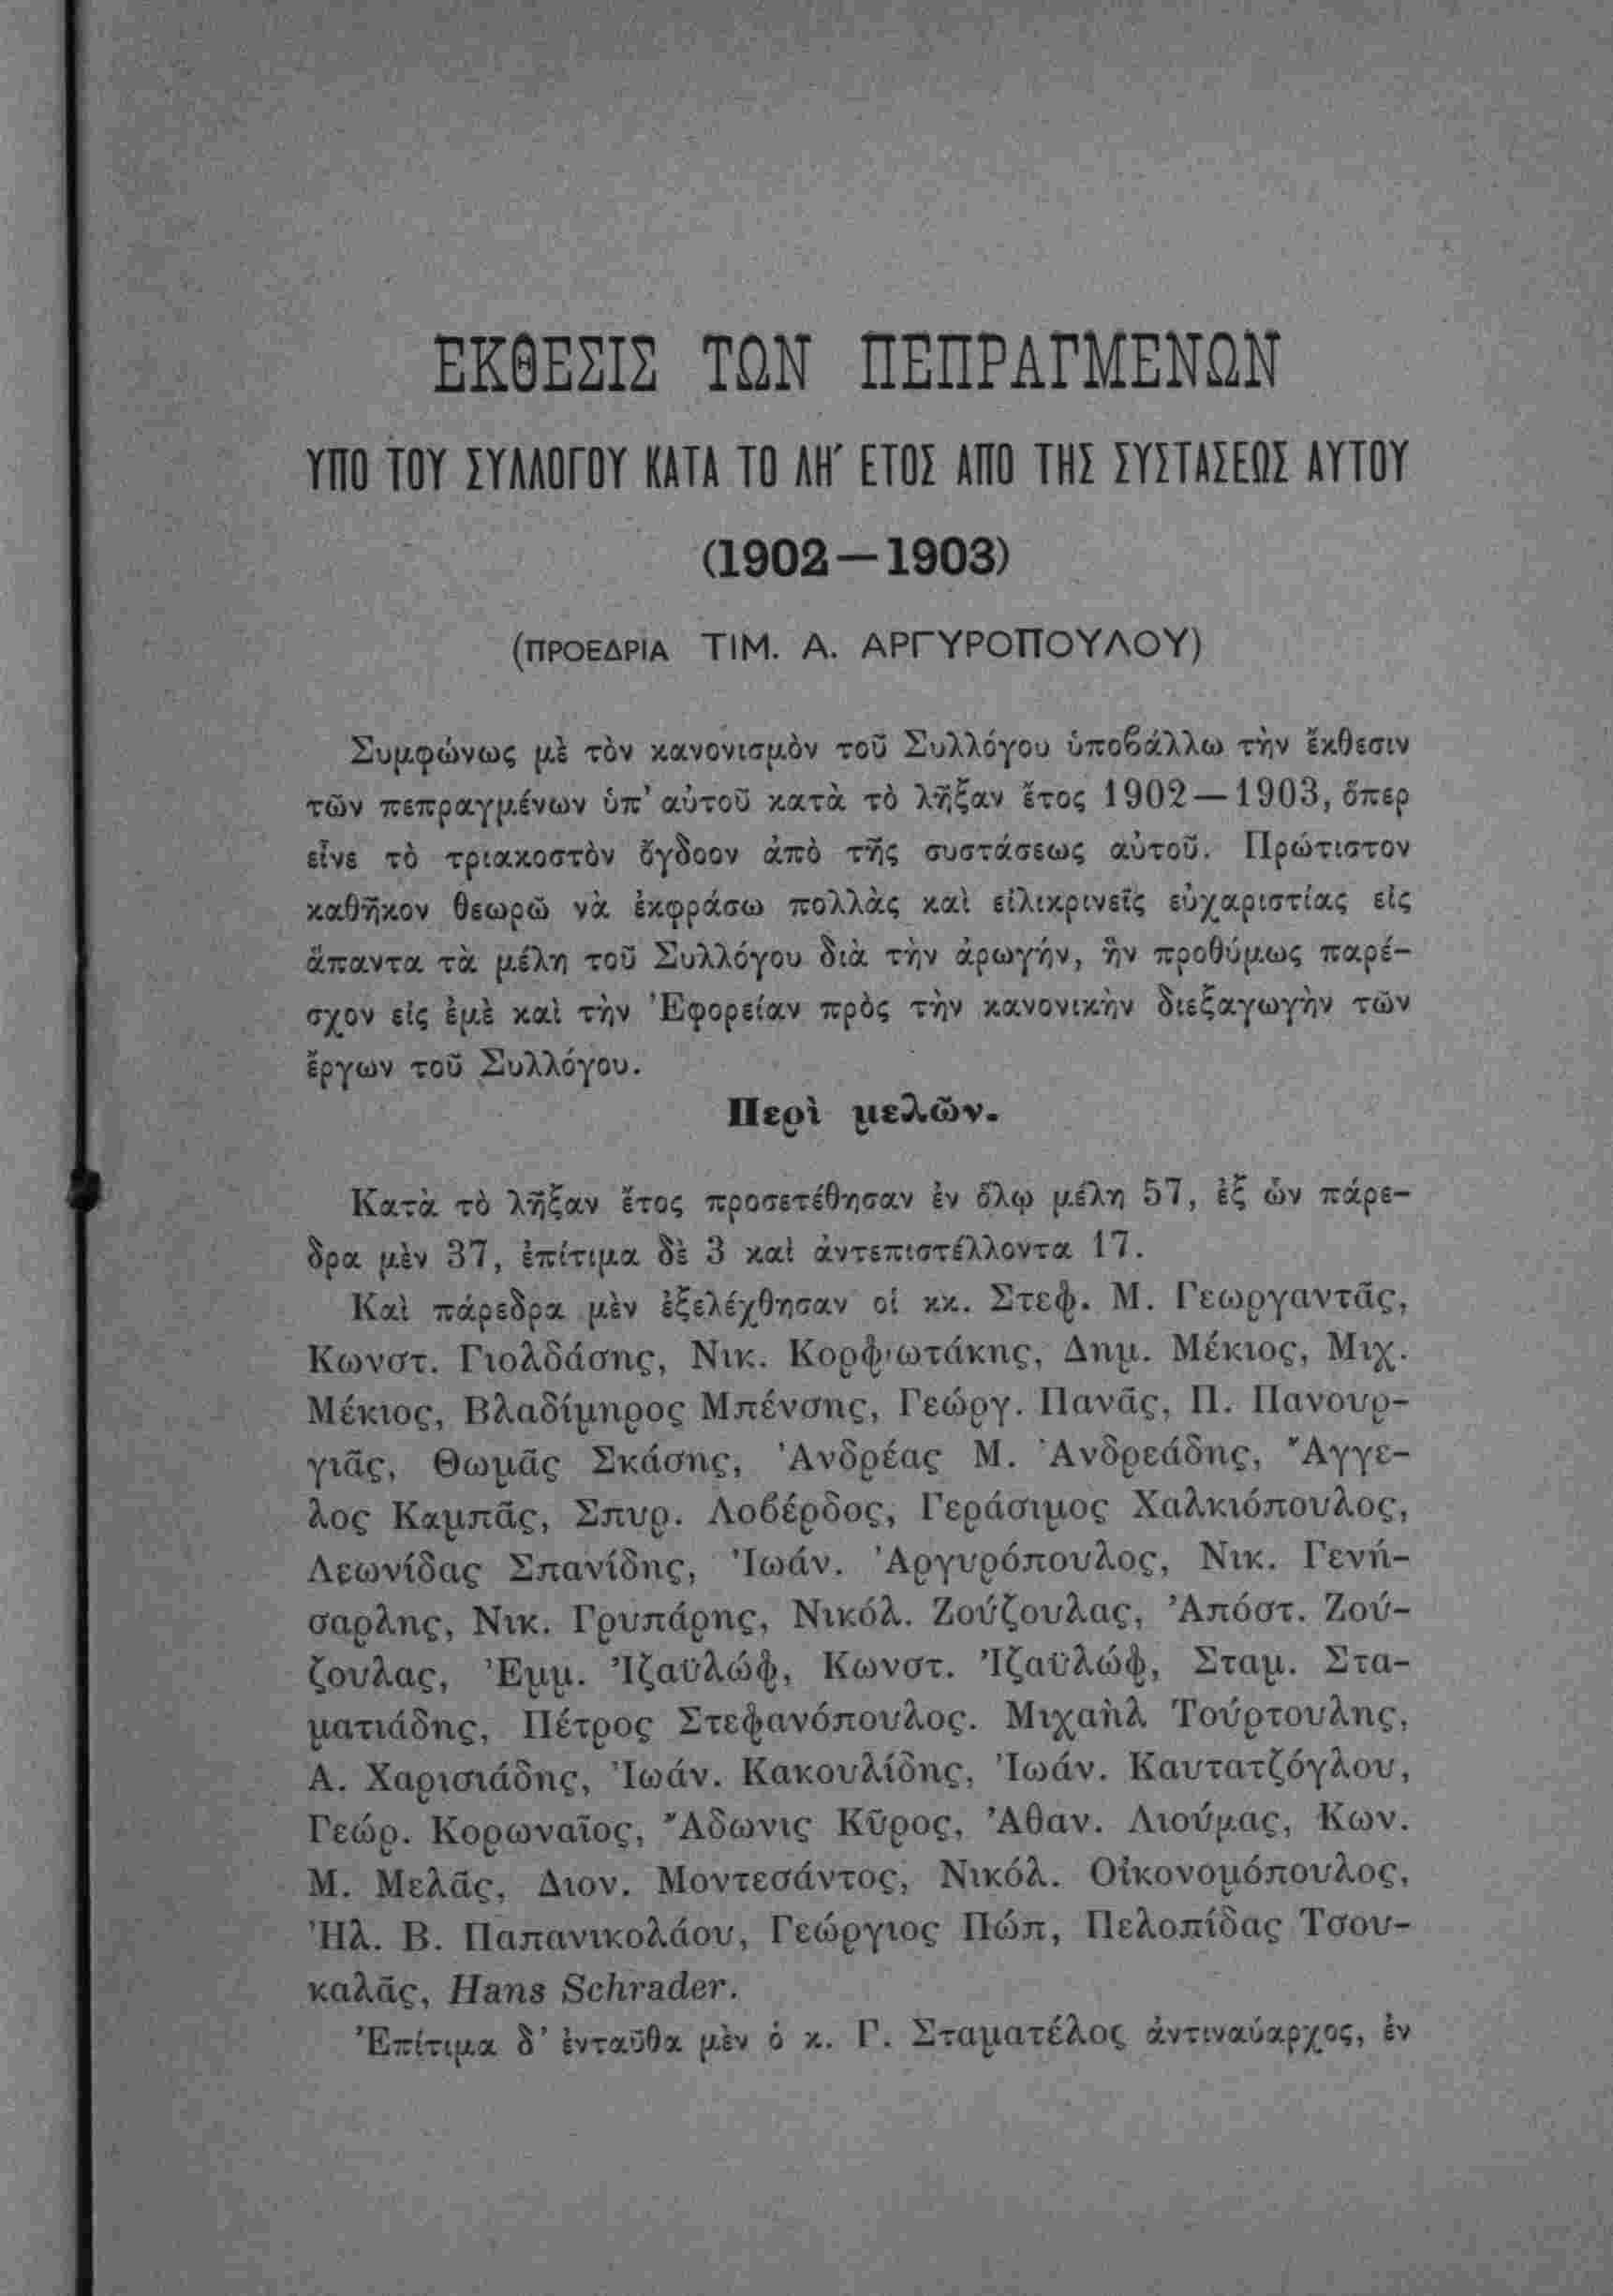 ΕΚΘΕΣΙΣ ΤΩΝ ΠΕΠΡΑΓΜΕΝΩΝ
ΥΠΟ ΤΟΥ ΣΥΛΛΟΓΟΥ ΚΑΤΑ ΤΟ ΛΗ′ ΕΤΟΣ ΑΠΟ ΤΗΣ ΣΥΣΤΑΣΕΩΣ ΑΥΤΟΥ
(1902—1903)
(ΠΡΟΕΔΡΙΑ ΤΙΜ. Α. ΑΡΓΥΡΟΠΟΥΛΟΥ)
Συμφώνως μὲ τὸν κανονισμὸν τοῦ Συλλόγου ὑποβάλλω τὴν ἔκθεσιν
τῶν πεπραγμένων ὑπ' αὐτοῦ κατὰ τὸ λῆξαν ἔτος 1902—1903, ὅπερ
εἶνε τὸ τριακοστὸν ὄγδοον ἀπὸ τῆς συστάσεως αὐτοῦ. Πρώτιστον
καθῆκον θεωρῶ νὰ ἐκφράσω πολλὰς καὶ εἰλικρινεῖς εὐχαριστίας εἰς
ἅπαντα τὰ μέλη τοῦ Συλλόγου διὰ τὴν ἀρωγήν, ἣν προθύμως παρέ-
σχον εἰς ἐμὲ καὶ τὴν Ἐφορείαν πρὸς τὴν κανονικὴν διεξαγωγὴν τῶν
ἔργων τοῦ Συλλόγου.
Περὶ μελῶν.
Κατὰ τὸ λῆξαν ἔτος προσετέθησαν ἐν ὅλῳ μέλη 57, ἐξ ὧν πάρε-
δρα μὲν 37, ἐπίτιμα δὲ 3 καὶ ἀντεπιστέλλοντα 17.
Καὶ πάρεδρα μὲν ἐξελέχθησαν οἱ κκ. Στεφ. Μ. Γεωργαντᾶς,
Κωνστ. Γιολδάσης, Νικ. Κορφιωτάκης, Δημ. Μέκιος, Μιχ.
Μέκιος, Βλαδίμηρος Μπένσης, Γεώργ. Πανᾶς, Π. Πανουρ-
γιᾶς, Θωμᾶς Σκάσης, Ἀνδρέας Μ. Ἀνδρεάδης, Ἄγγε-
λος Καμπᾶς, Σπυρ. Λοβέρδος, Γεράσιμος Χαλκιόπουλος,
Λεωνίδας Σπανίδης, Ἰωάν. Ἀργυρόπουλος, Νικ. Γενή-
σαρλης, Νικ. Γρυπάρης, Νικόλ. Ζούζουλας, Ἀπόστ. Ζού-
ζουλας, Ἐμμ. Ἰζαϋλώφ, Κωνστ. Ἰζαϋλώφ, Σταμ. Στα-
ματιάδης, Πέτρος Στεφανόπουλος. Μιχαὴλ Τούρτουλης,
Α. Χαρισιάδης, Ἰωάν. Κακουλίδης, Ἰωάν. Καυτατζόγλου,
Γεώρ. Κορωναῖος, Ἄδωνις Κῦρος, Ἀθαν. Λιούμας, Κων.
Μ. Μελᾶς, Διον. Μοντεσάντος, Νικόλ. Οἰκονομόπουλος,
Ἠλ. Β. Παπανικολάου, Γεώργιος Πώπ, Πελοπίδας Τσου-
καλᾶς, Hans Schrader.
Ἐπίτιμα δ' ἐνταῦθα μὲν ὁ κ. Γ. Σταματέλος ἀντιναύαρχος, ἐν